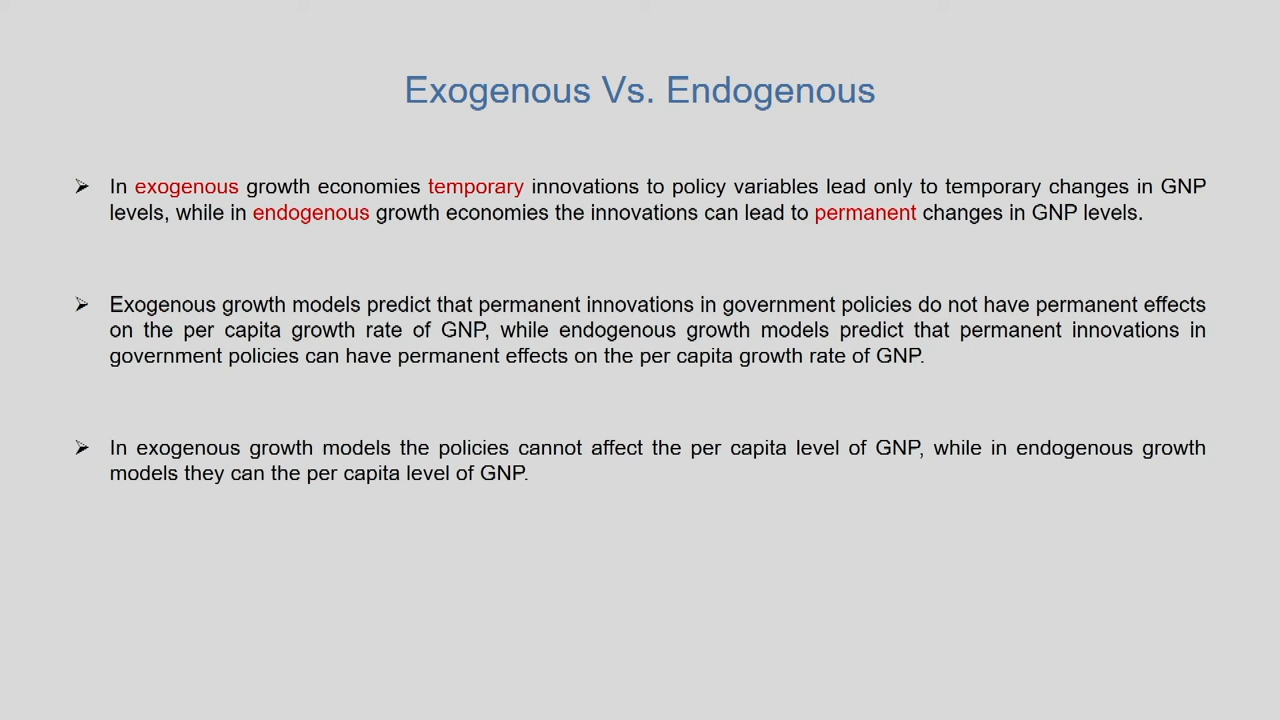 Exogenous Vs. Endogenous
In exogenous growth economies temporary innovations to policy variables lead only to temporary changes in GNP
levels, while in endogenous growth economies the innovations can lead to permanent changes in GNP levels.
Exogenous growth models predict that permanent innovations in government policies do not have permanent effects
on the per capita growth rate of GNP, while endogenous growth models predict that permanent innovations in
government policies can have permanent effects on the per capita growth rate of GNP.
In exogenous growth models the policies cannot affect the per capita level of GNP, while in endogenous growth
models they can the per capita level of GNP.